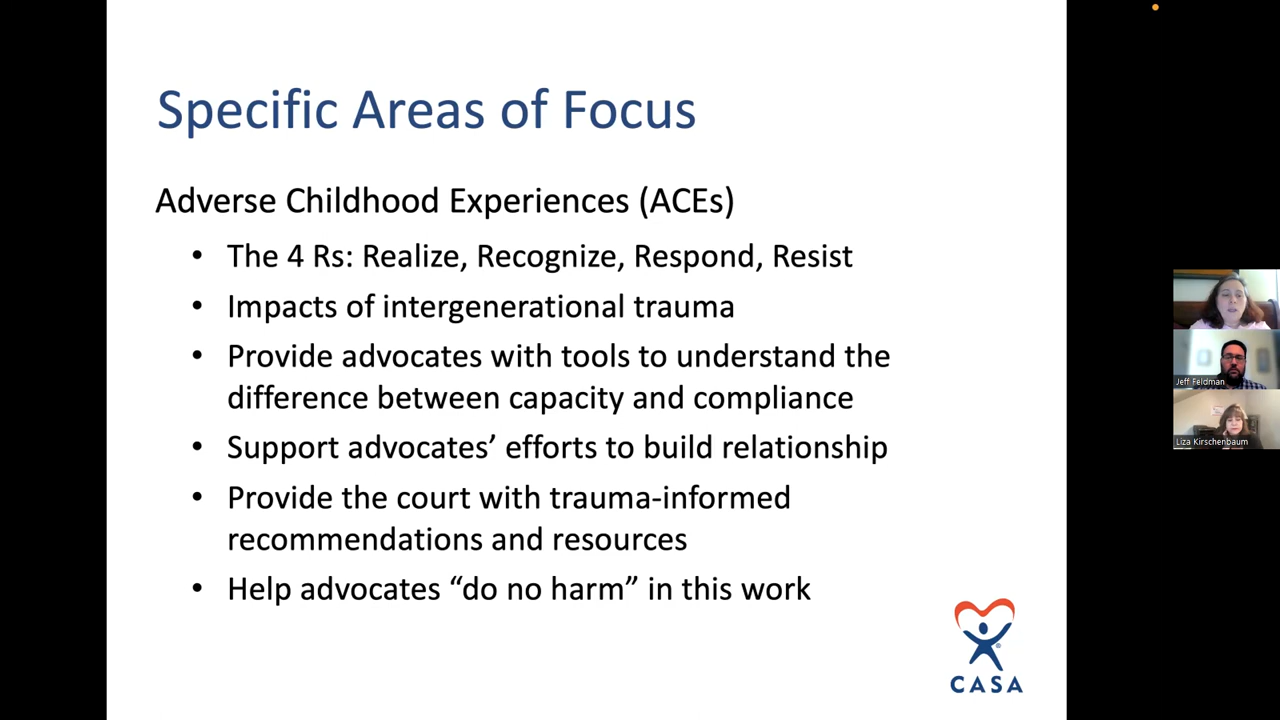 Specific Areas of Focus
Adverse Childhood Experiences (ACEs)
• The 4 Rs: Realize, Recognize, Respond, Resist
• Impacts of intergenerational trauma
• Provide advocates with tools to understand the
difference between capacity and compliance
• Support advocates’ efforts to build relationship
• Provide the court with trauma-informed
recommendations and resources
• Help advocates “do no harm” in this work
CASA
Jeff Feldman
Liza Kirschenbaum